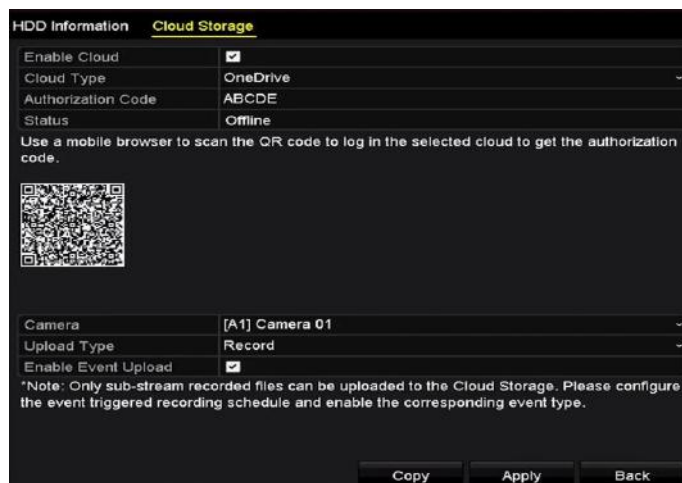 HDD Information Cloud Storage
Enable Cloud
Cloud Type OneDrive
Authorization Code ABCDE
Status Offline
Use a mobile browser to scan the QR code to log in the selected cloud to get the authorization
code.
Camera [A1] Camera 01
Upload Type Record
Enable Event Upload
*Note: Only sub-stream recorded files can be uploaded to the Cloud Storage. Please configure
the event triggered recording schedule and enable the corresponding event type.
Copy Apply Back